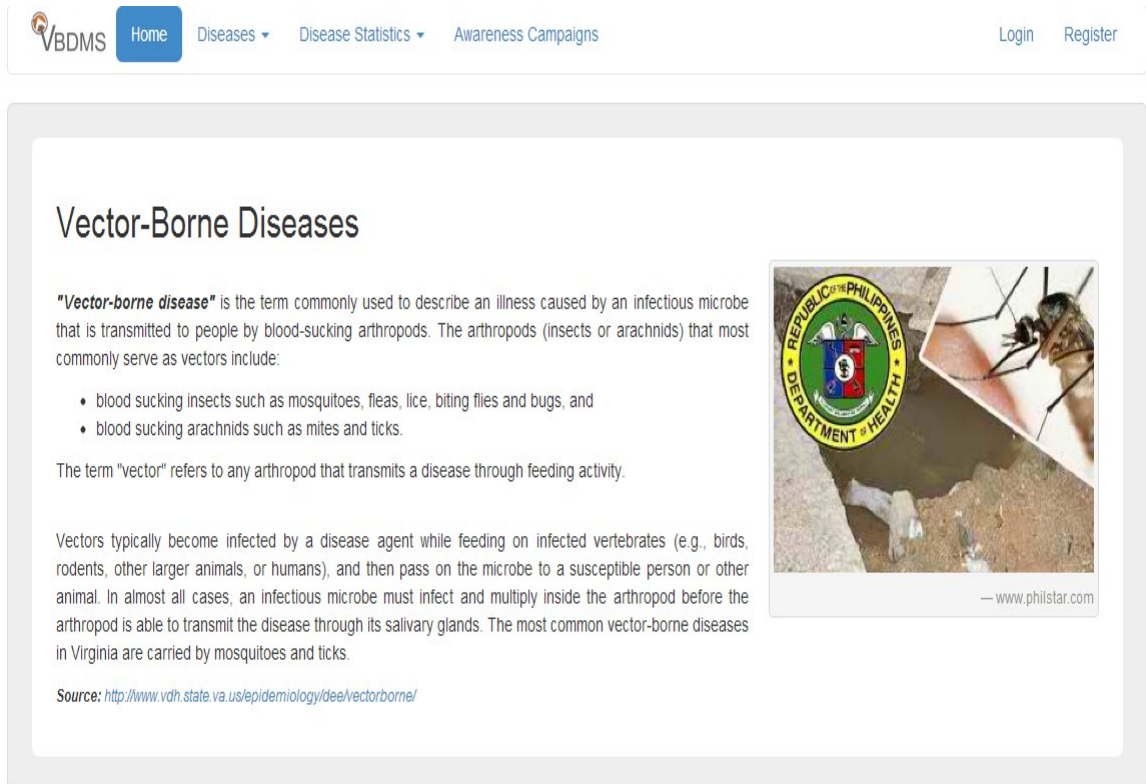 VBDMS Home Diseases Disease Statistics Awareness Campaigns Login Register
Vector-Borne Diseases
"Vector-borne disease" is the term commonly used to describe an illness caused by an infectious microbe
that is transmitted to people by blood-sucking arthropods. The arthropods (insects or arachnids) that most
commonly serve as vectors include:
• blood sucking insects such as mosquitoes, fleas, lice, biting flies and bugs, and
• blood sucking arachnids such as mites and ticks.
The term "vector" refers to any arthropod that transmits a disease through feeding activity.
Vectors typically become infected by a disease agent while feeding on infected vertebrates (e.g., birds,
rodents, other larger animals, or humans), and then pass on the microbe to a susceptible person or other
animal. In almost all cases, an infectious microbe must infect and multiply inside the arthropod before the
arthropod is able to transmit the disease through its salivary glands. The most common vector-borne diseases
in Virginia are carried by mosquitoes and ticks.
Source: http://www.vdh.state.va.us/epidemiology/dee/vectorborne/
REPUBLIC OF THE PHILIPPINES
DEPARTMENT OF HEALTH
— www.philstar.com